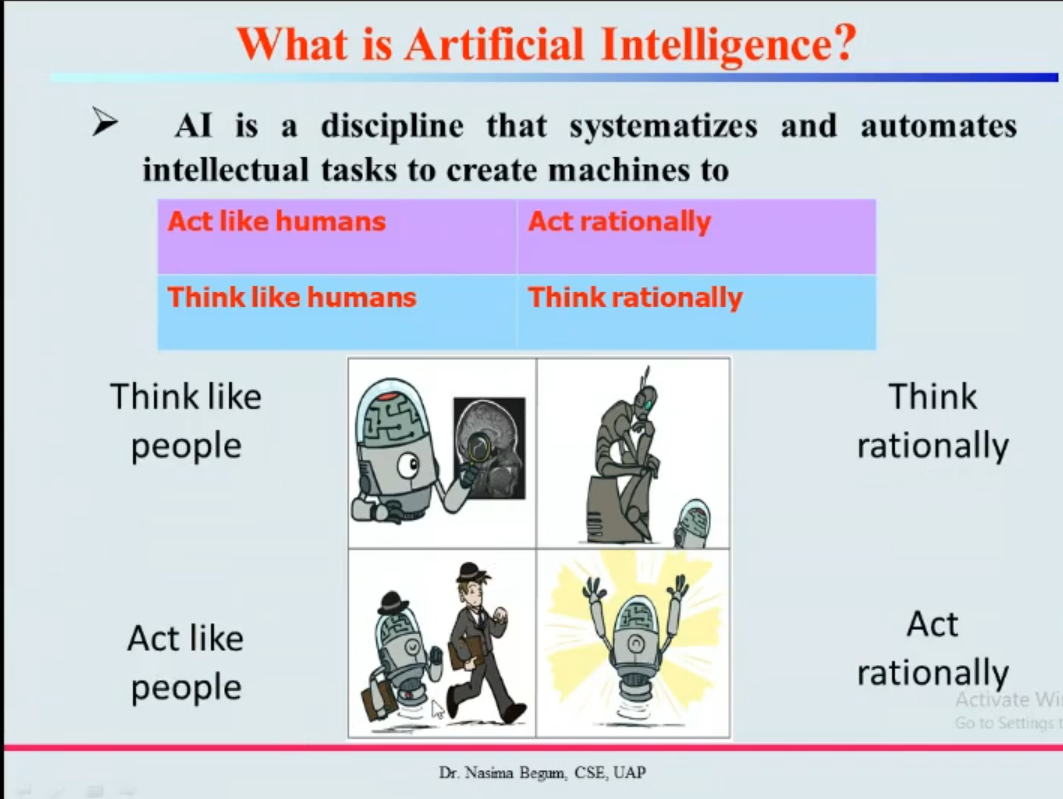 What is Artificial Intelligence?
AI is a discipline that systematizes and automates
intellectual tasks to create machines to
Act like humans
Act rationally
Think like humans
Think rationally
Think like
people
Think
rationally
Act like
people
Act
rationally
Activate Wi
Go to Settings t
Dr. Nasima Begum, CSE, UAP